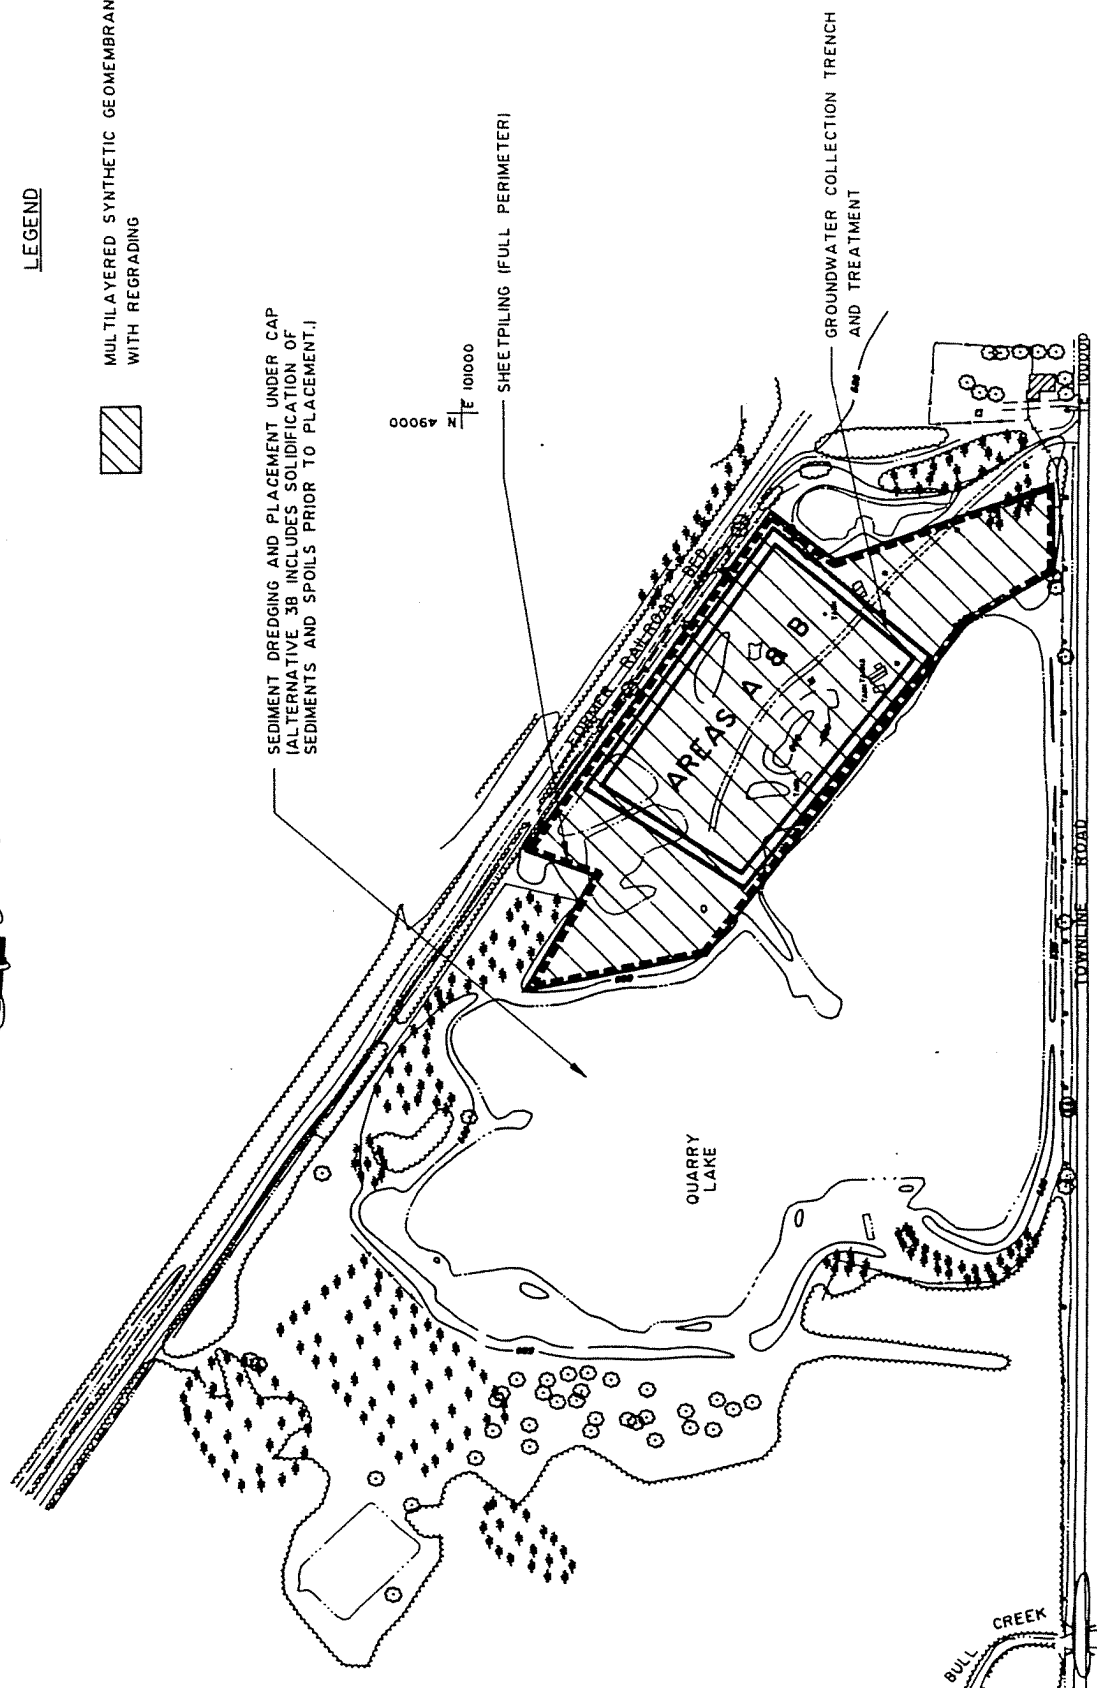 LEGEND
MULTILAYERED SYNTHETIC GEOMEMBRAN
WITH REGRADING
SEDIMENT DREDGING AND PLACEMENT UNDER CAP
(ALTERNATIVE 3B INCLUDES SOLIDIFICATION OF
SEDIMENTS AND SPOILS PRIOR TO PLACEMENT.)
N 49000
E 101000
SHEETPILING (FULL PERIMETER)
GROUNDWATER COLLECTION TRENCH
AND TREATMENT
FORMER RAILROAD BED
AREAS A & B
QUARRY
LAKE
TOWNLINE ROAD
BULL CREEK